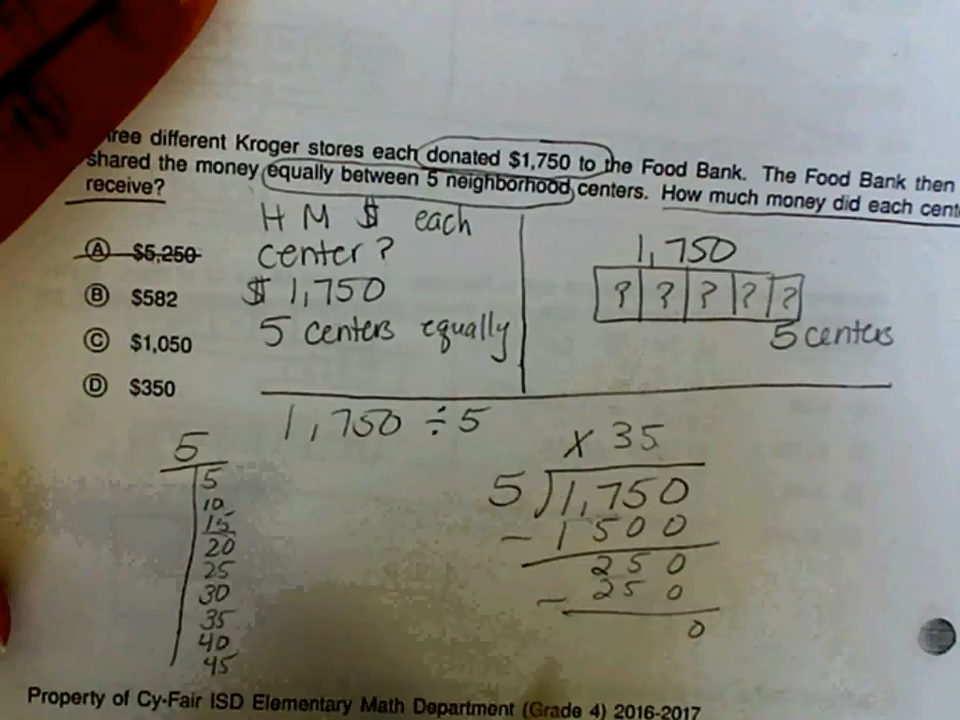 ree different Kroger stores each donated $1,750 to the Food Bank. The Food Bank then
shared the money equally between 5 neighborhood centers. How much money did each cent
receive?
H M $ each
center?
$ 1,750
5 centers equally
1,750
? ? ? ? ?
5 centers
A $5,250
B $582
C $1,050
D $350
1,750 ÷ 5
5
5
10
15
20
25
30
35
40
45
x 35
5)1,750
- 1500
250
- 250
0
Property of Cy-Fair ISD Elementary Math Department (Grade 4) 2016-2017